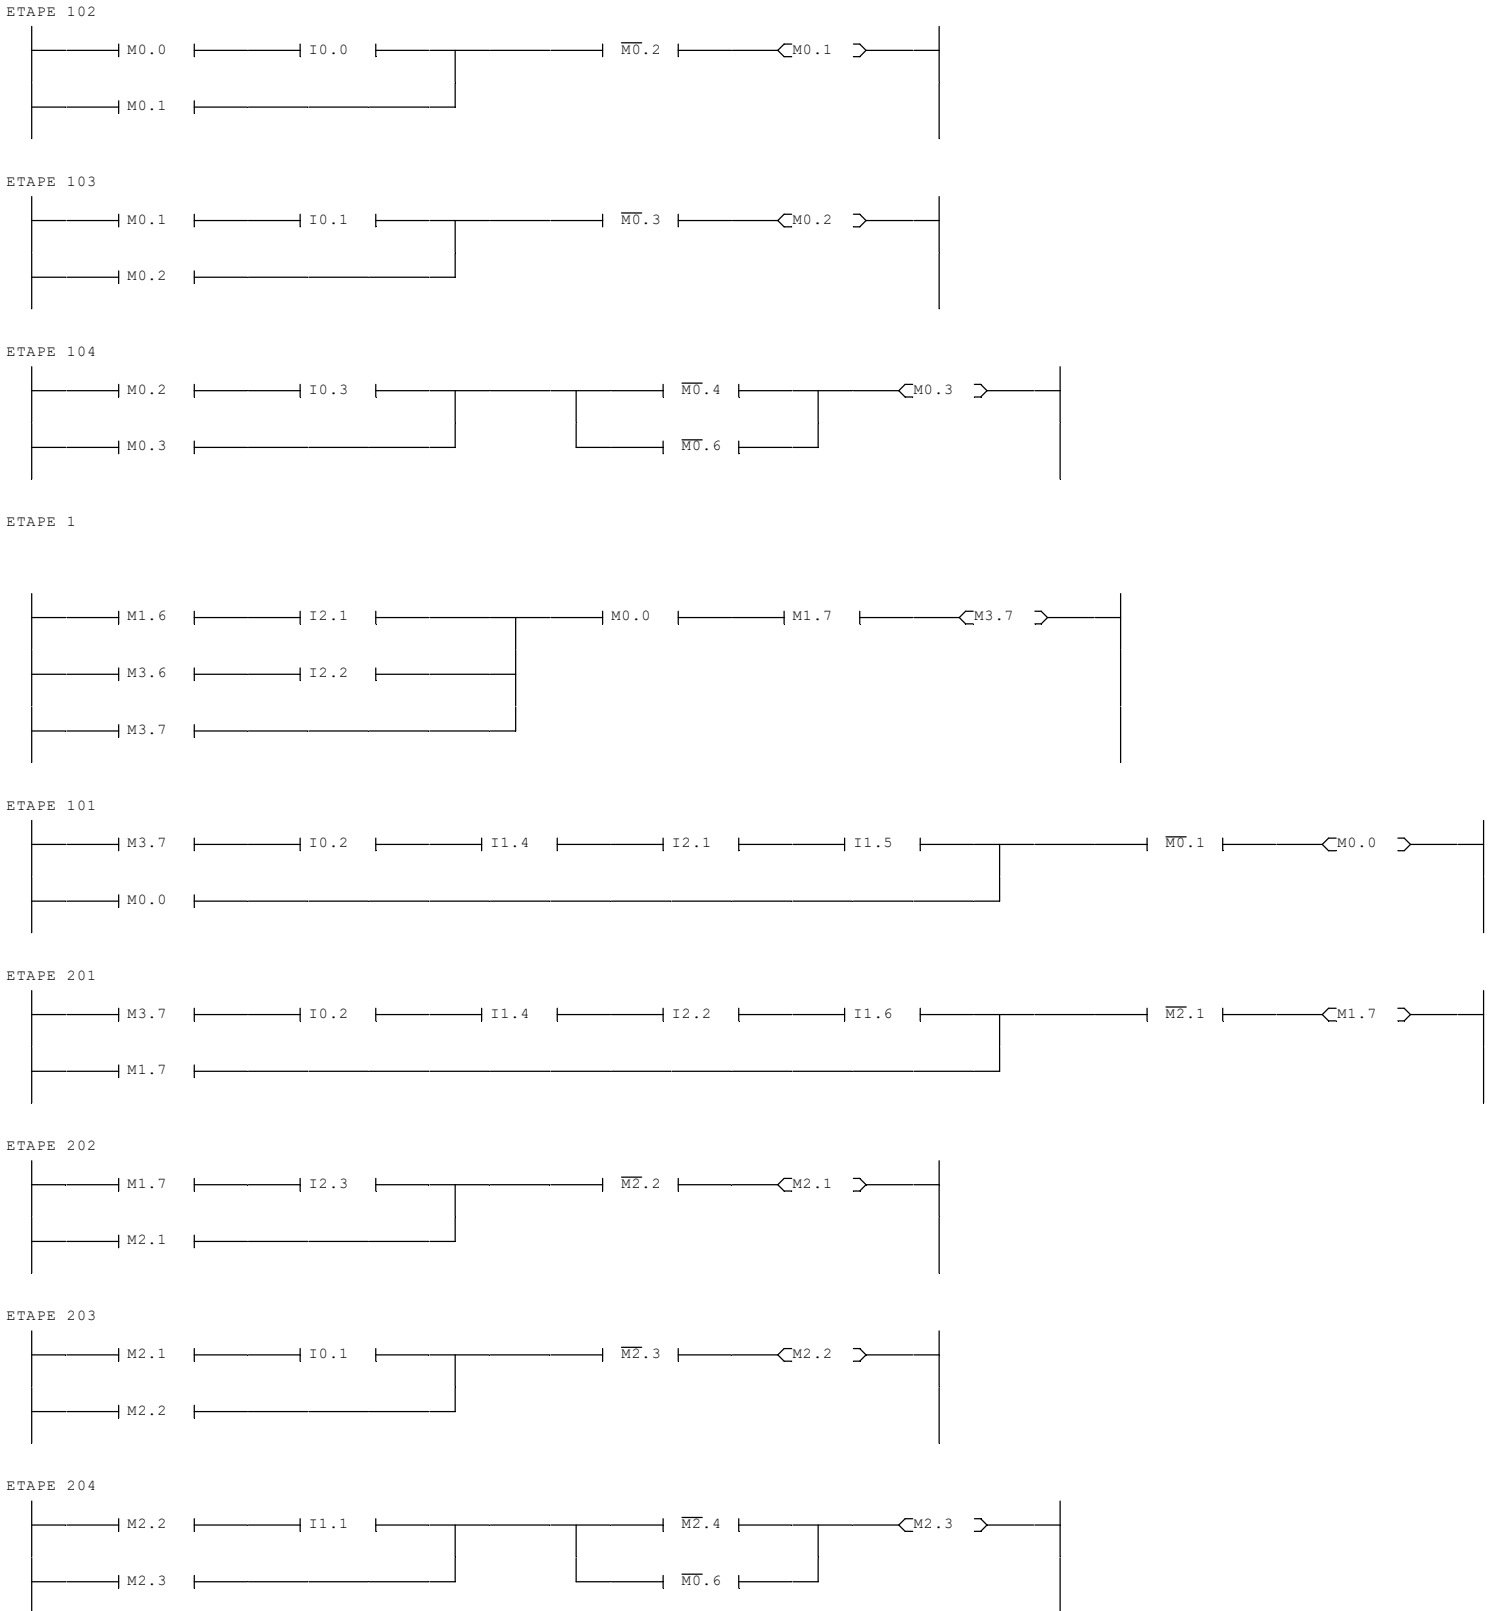 ETAPE 102
M0.0 I0.0 M̅0̅.2 M0.1
M0.1
ETAPE 103
M0.1 I0.1 M̅0̅.3 M0.2
M0.2
ETAPE 104
M0.2 I0.3 M̅0̅.4 M0.3
M0.3 M̅0̅.6
ETAPE 1
M1.6 I2.1 M0.0 M1.7 M3.7
M3.6 I2.2
M3.7
ETAPE 101
M3.7 I0.2 I1.4 I2.1 I1.5 M̅0̅.1 M0.0
M0.0
ETAPE 201
M3.7 I0.2 I1.4 I2.2 I1.6 M̅2̅.1 M1.7
M1.7
ETAPE 202
M1.7 I2.3 M̅2̅.2 M2.1
M2.1
ETAPE 203
M2.1 I0.1 M̅2̅.3 M2.2
M2.2
ETAPE 204
M2.2 I1.1 M̅2̅.4 M2.3
M2.3 M̅0̅.6